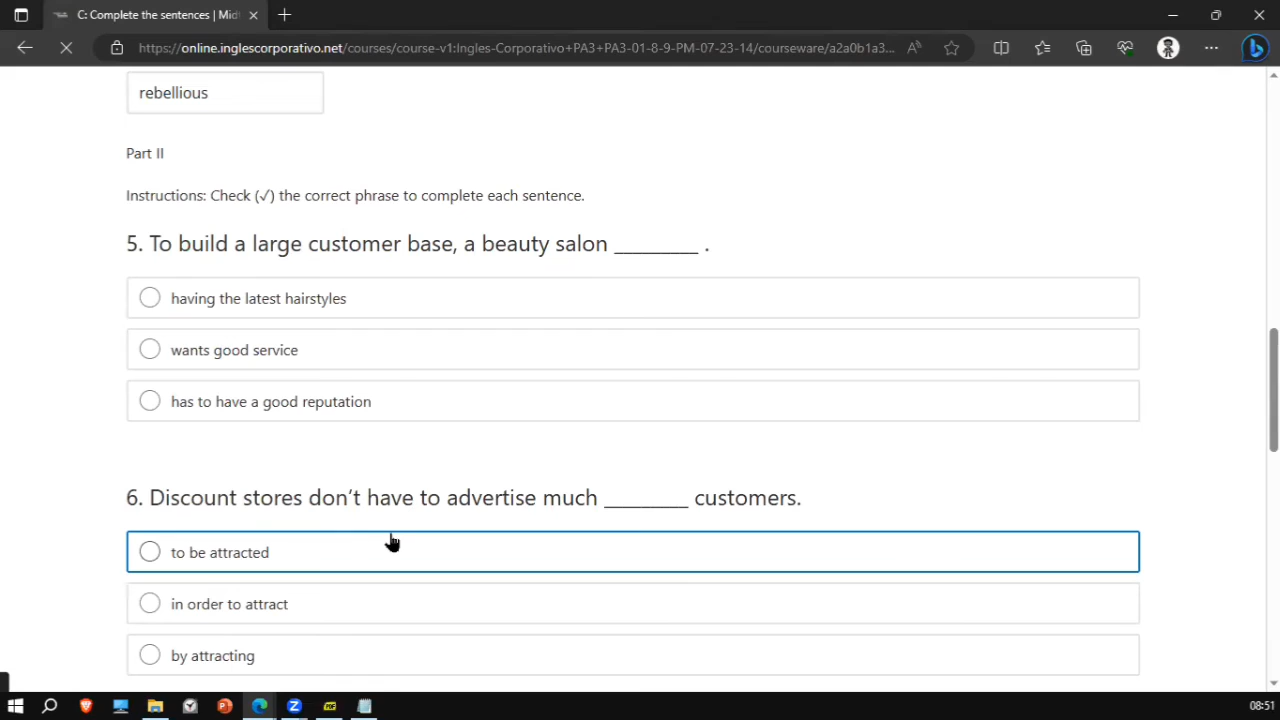 C: Complete the sentences | Mid
https://online.inglescorporativo.net/courses/course-v1:Ingles-Corporativo+PA3+PA3-01-8-9-PM-07-23-14/courseware/a2a0b1a3...
rebellious
Part II
Instructions: Check (✓) the correct phrase to complete each sentence.
5. To build a large customer base, a beauty salon ________ .
having the latest hairstyles
wants good service
has to have a good reputation
6. Discount stores don’t have to advertise much ________ customers.
to be attracted
in order to attract
by attracting
08:51